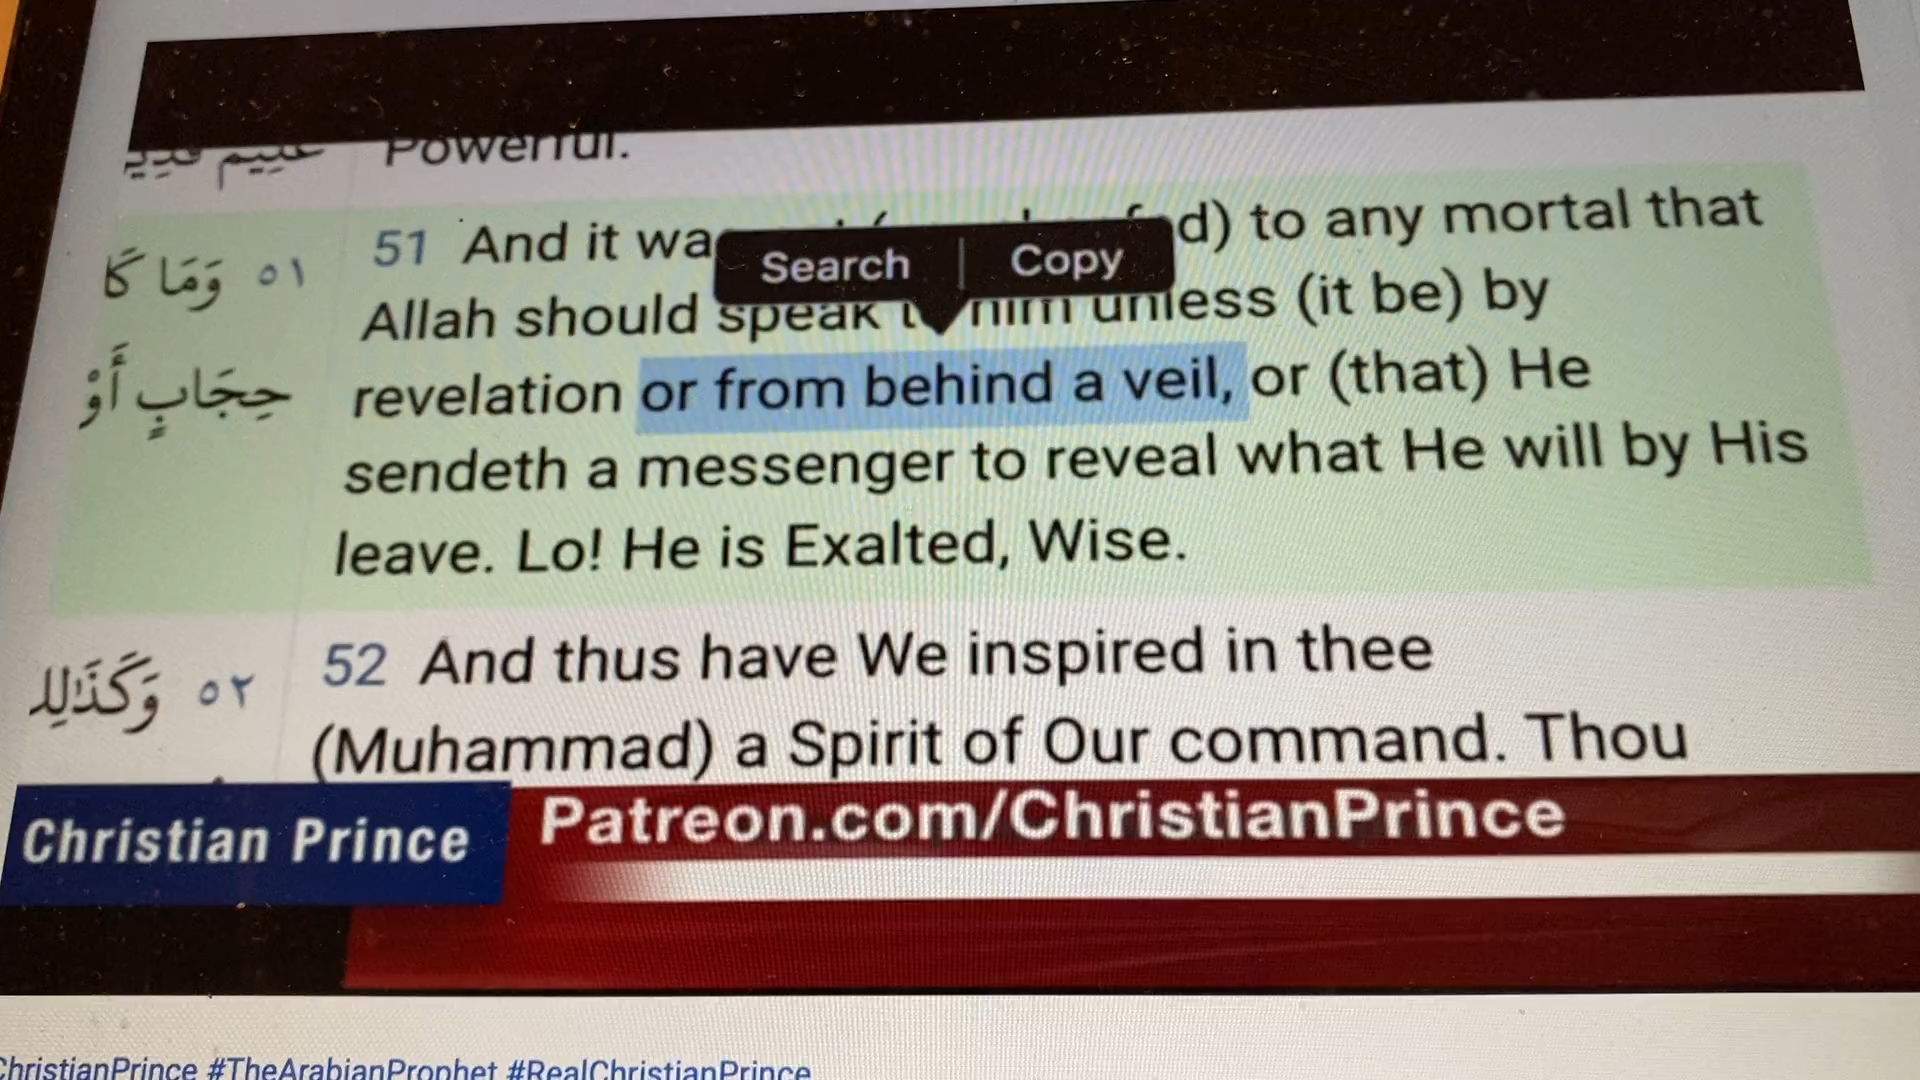 عليم قدير
Powerful.
51 And it wa d) to any mortal that
Search | Copy
Allah should speak him unless (it be) by
revelation or from behind a veil, or (that) He
sendeth a messenger to reveal what He will by His
leave. Lo! He is Exalted, Wise.
٥١ وَمَا كَا
حِجَابٍ أَوْ
52 And thus have We inspired in thee
(Muhammad) a Spirit of Our command. Thou
٥٢ وَكَذَٰلِك
Christian Prince
Patreon.com/ChristianPrince
ChristianPrince #TheArabianProphet #RealChristianPrince